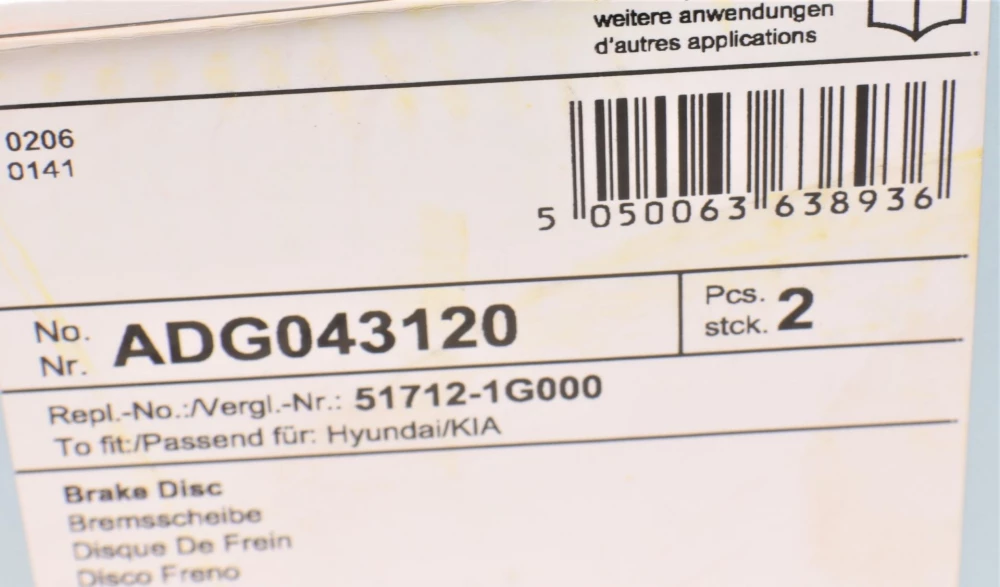 weitere anwendungen
d'autres applications
0206
0141
5 050063 638936
No.
Nr. ADG043120
Pcs.
stck. 2
Repl.-No.:/Vergl.-Nr.: 51712-1G000
To fit:/Passend für: Hyundai/KIA
Brake Disc
Bremsscheibe
Disque De Frein
Disco Freno